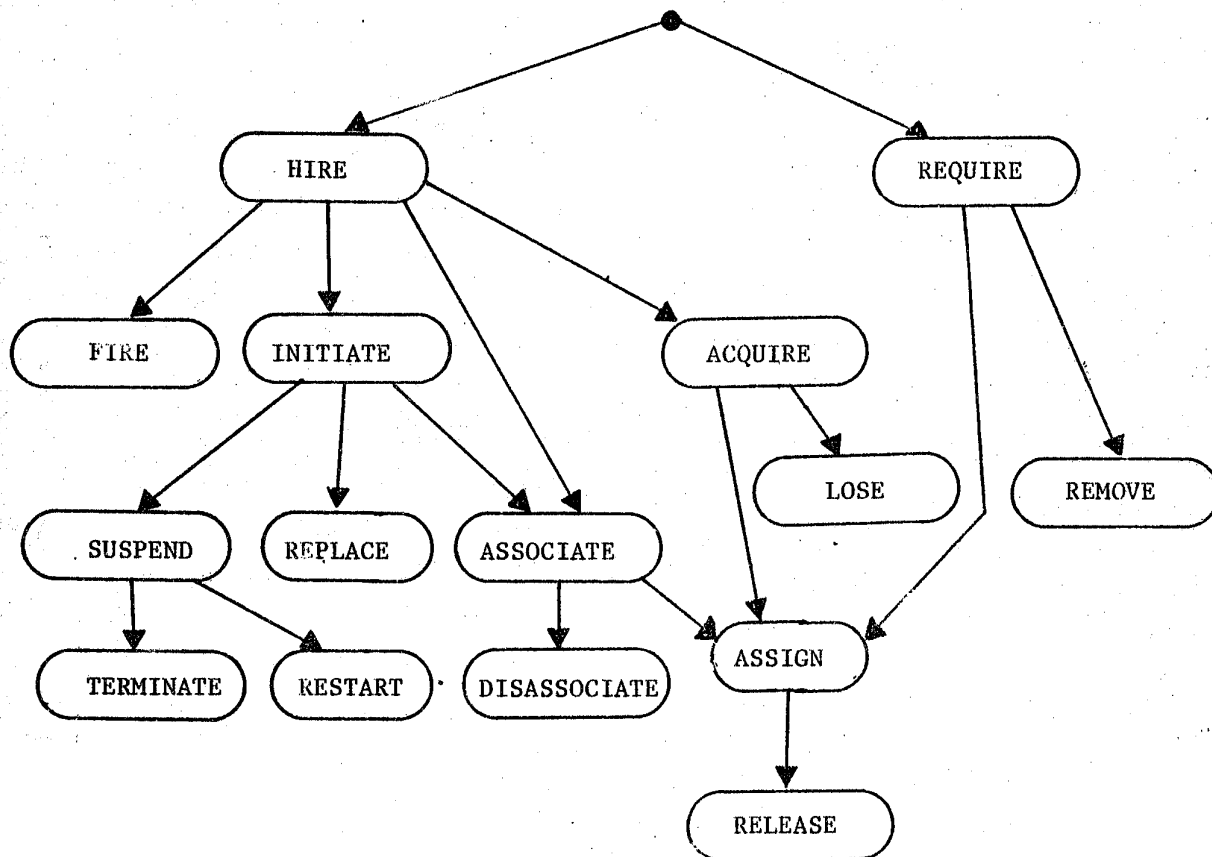 HIRE
REQUIRE
FIRE
INITIATE
ACQUIRE
LOSE
REMOVE
SUSPEND
REPLACE
ASSOCIATE
ASSIGN
TERMINATE
RESTART
DISASSOCIATE
RELEASE